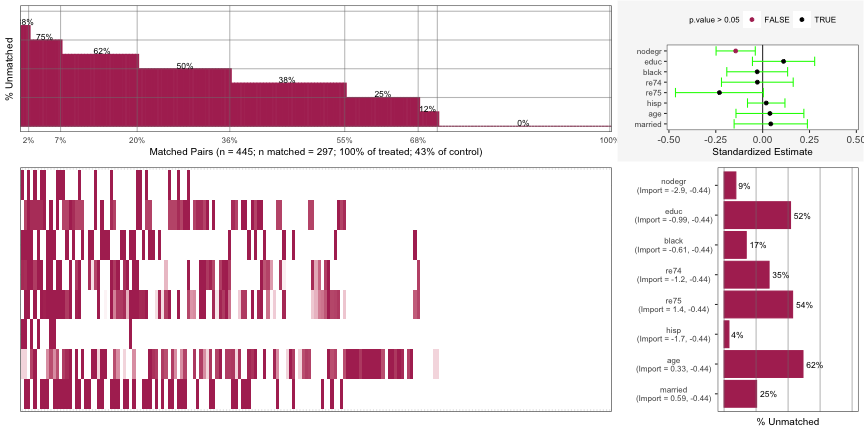 8%
75%
62%
50%
38%
25%
12%
0%
% Unmatched
2% 7% 20% 36% 55% 68% 100%
Matched Pairs (n = 445; n matched = 297; 100% of treated; 43% of control)
p.value > 0.05 FALSE TRUE
nodegr
educ
black
re74
re75
hisp
age
married
-0.50 -0.25 0.00 0.25 0.50
Standardized Estimate
nodegr
(Import = -2.9, -0.44)
9%
educ
(Import = -0.99, -0.44)
52%
black
(Import = -0.61, -0.44)
17%
re74
(Import = -1.2, -0.44)
35%
re75
(Import = 1.4, -0.44)
54%
hisp
(Import = -1.7, -0.44)
4%
age
(Import = 0.33, -0.44)
62%
married
(Import = 0.59, -0.44)
25%
% Unmatched